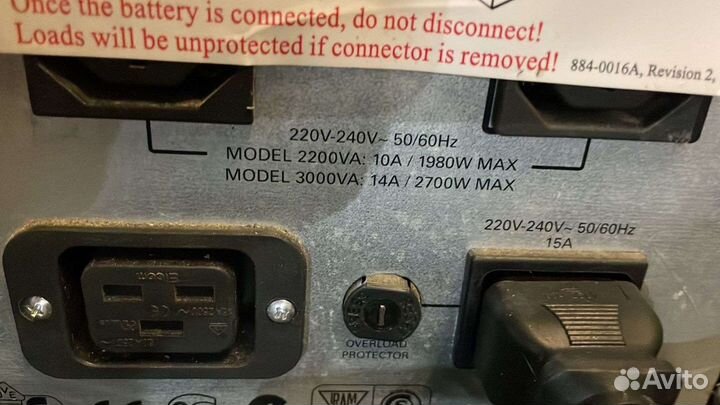 Once the battery is connected, do not disconnect!
Loads will be unprotected if connector is removed!
884-0016A, Revision 2,
220V-240V~ 50/60Hz
MODEL 2200VA: 10A / 1980W MAX
MODEL 3000VA: 14A / 2700W MAX
220V-240V~ 50/60Hz
15A
Elcom
OVERLOAD
PROTECTOR
IRAM
Avito